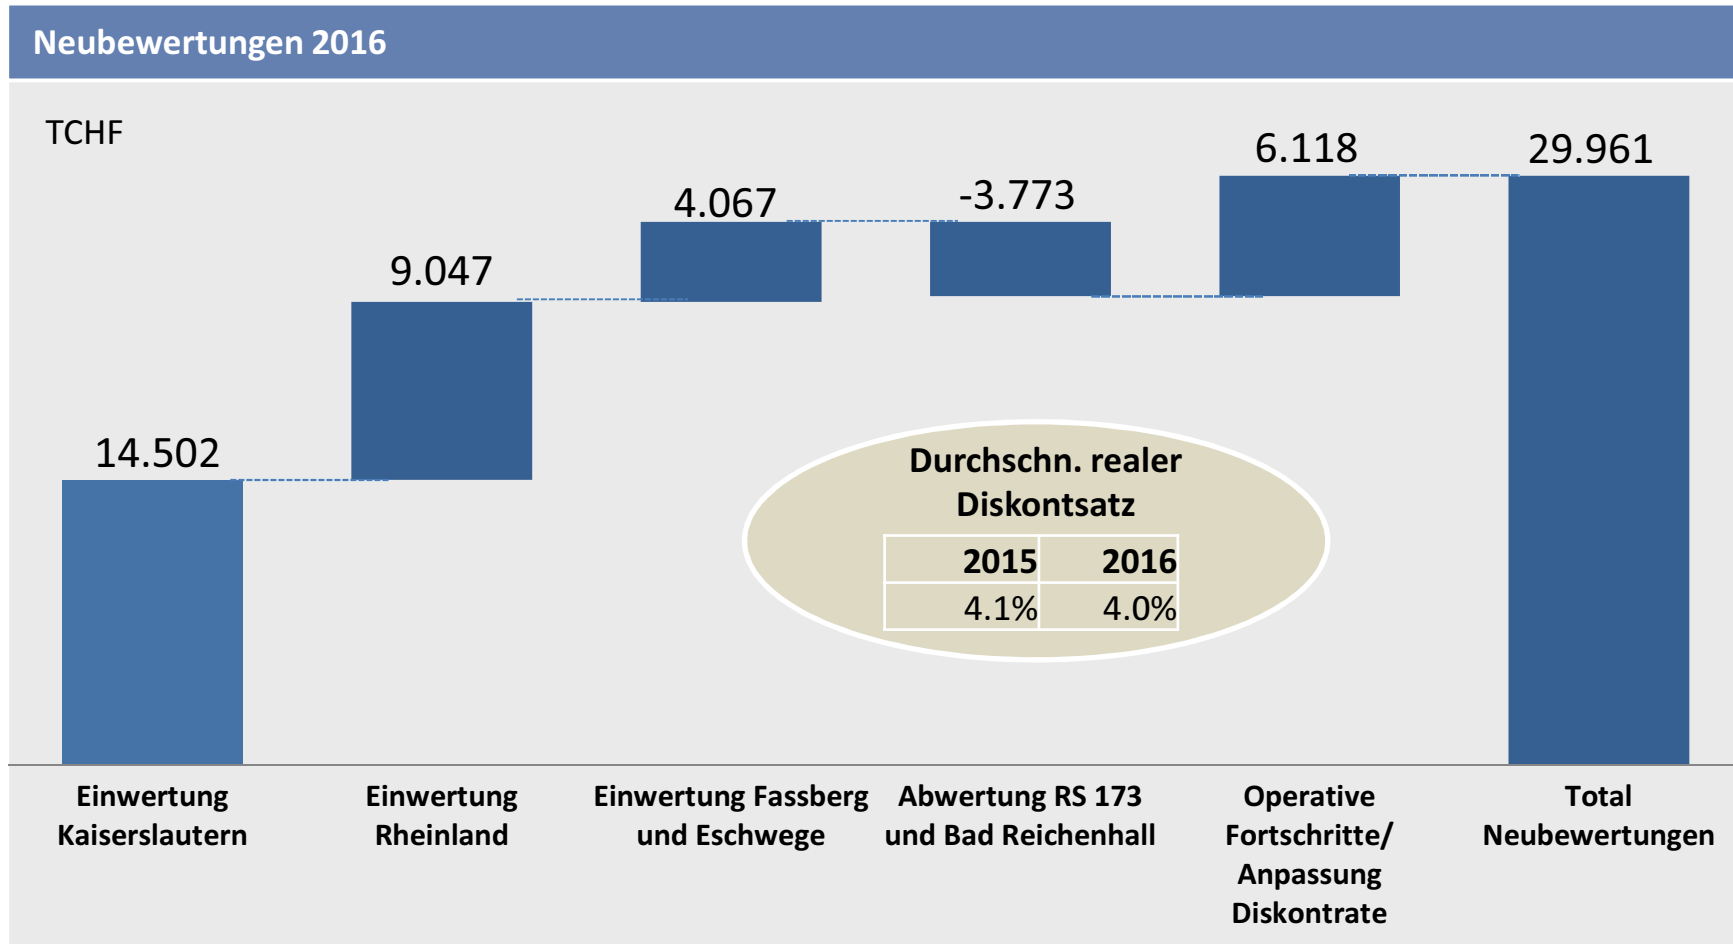 Neubewertungen 2016
TCHF
14.502
9.047
4.067
-3.773
6.118
29.961
Durchschn. realer
Diskontsatz
2015 2016
4.1% 4.0%
Einwertung
Kaiserslautern
Einwertung
Rheinland
Einwertung Fassberg
und Eschwege
Abwertung RS 173
und Bad Reichenhall
Operative
Fortschritte/
Anpassung
Diskontrate
Total
Neubewertungen